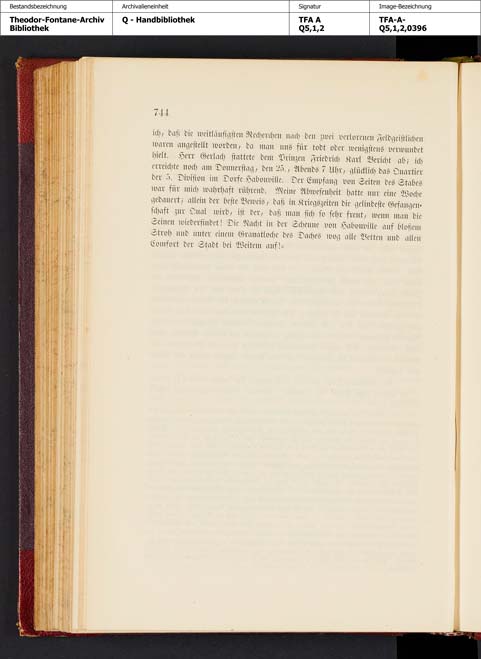 Bestandsbezeichnung
Archivalieneinheit
Signatur
Image-Bezeichnung
Theodor-Fontane-Archiv
Bibliothek
Q - Handbibliothek
TFA A
Q5,1,2
TFA-A-
Q5,1,2,0396
744
ich, daß die weitläufigsten Recherchen nach den zwei verlorenen Feldgeistlichen
waren angestellt worden, da man uns für todt oder wenigstens verwundet
hielt. Herr Gerlach stattete dem Prinzen Friedrich Karl Bericht ab; ich
erreichte noch am Donnerstag, den 25., Abends 7 Uhr, glücklich das Quartier
der 5. Division im Dorfe Habonville. Der Empfang von Seiten des Stabes
war für mich wahrhaft rührend. Meine Abwesenheit hatte nur eine Woche
gedauert; allein der beste Beweis, daß in Kriegszeiten die gelindeste Gefangen-
schaft zur Qual wird, ist der, daß man sich so sehr freut, wenn man die
Seinen wiederfindet! Die Nacht in der Scheune von Habonville auf bloßem
Stroh und unter einem Granatloche des Daches wog alle Betten und allen
Comfort der Stadt bei Weitem auf!«